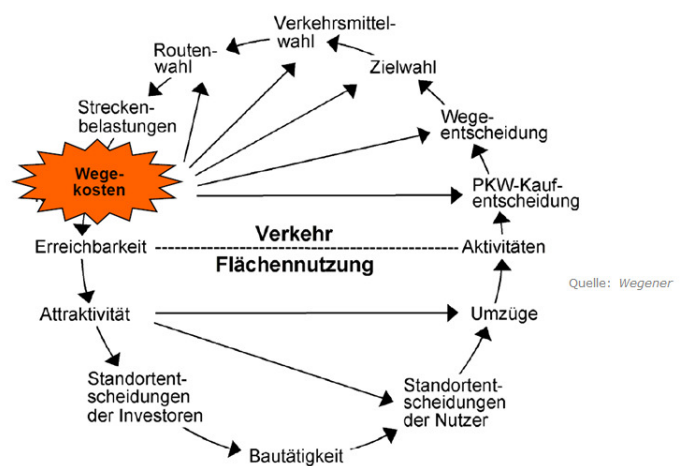 Verkehrsmittel-
wahl
Routen-
wahl
Zielwahl
Strecken-
belastungen
Wege-
entscheidung
Wege-
kosten
PKW-Kauf-
entscheidung
Verkehr
Erreichbarkeit
Aktivitäten
Flächennutzung
Quelle: Wegener
Attraktivität
Umzüge
Standortent-
scheidungen
der Investoren
Standortent-
scheidungen
der Nutzer
Bautätigkeit